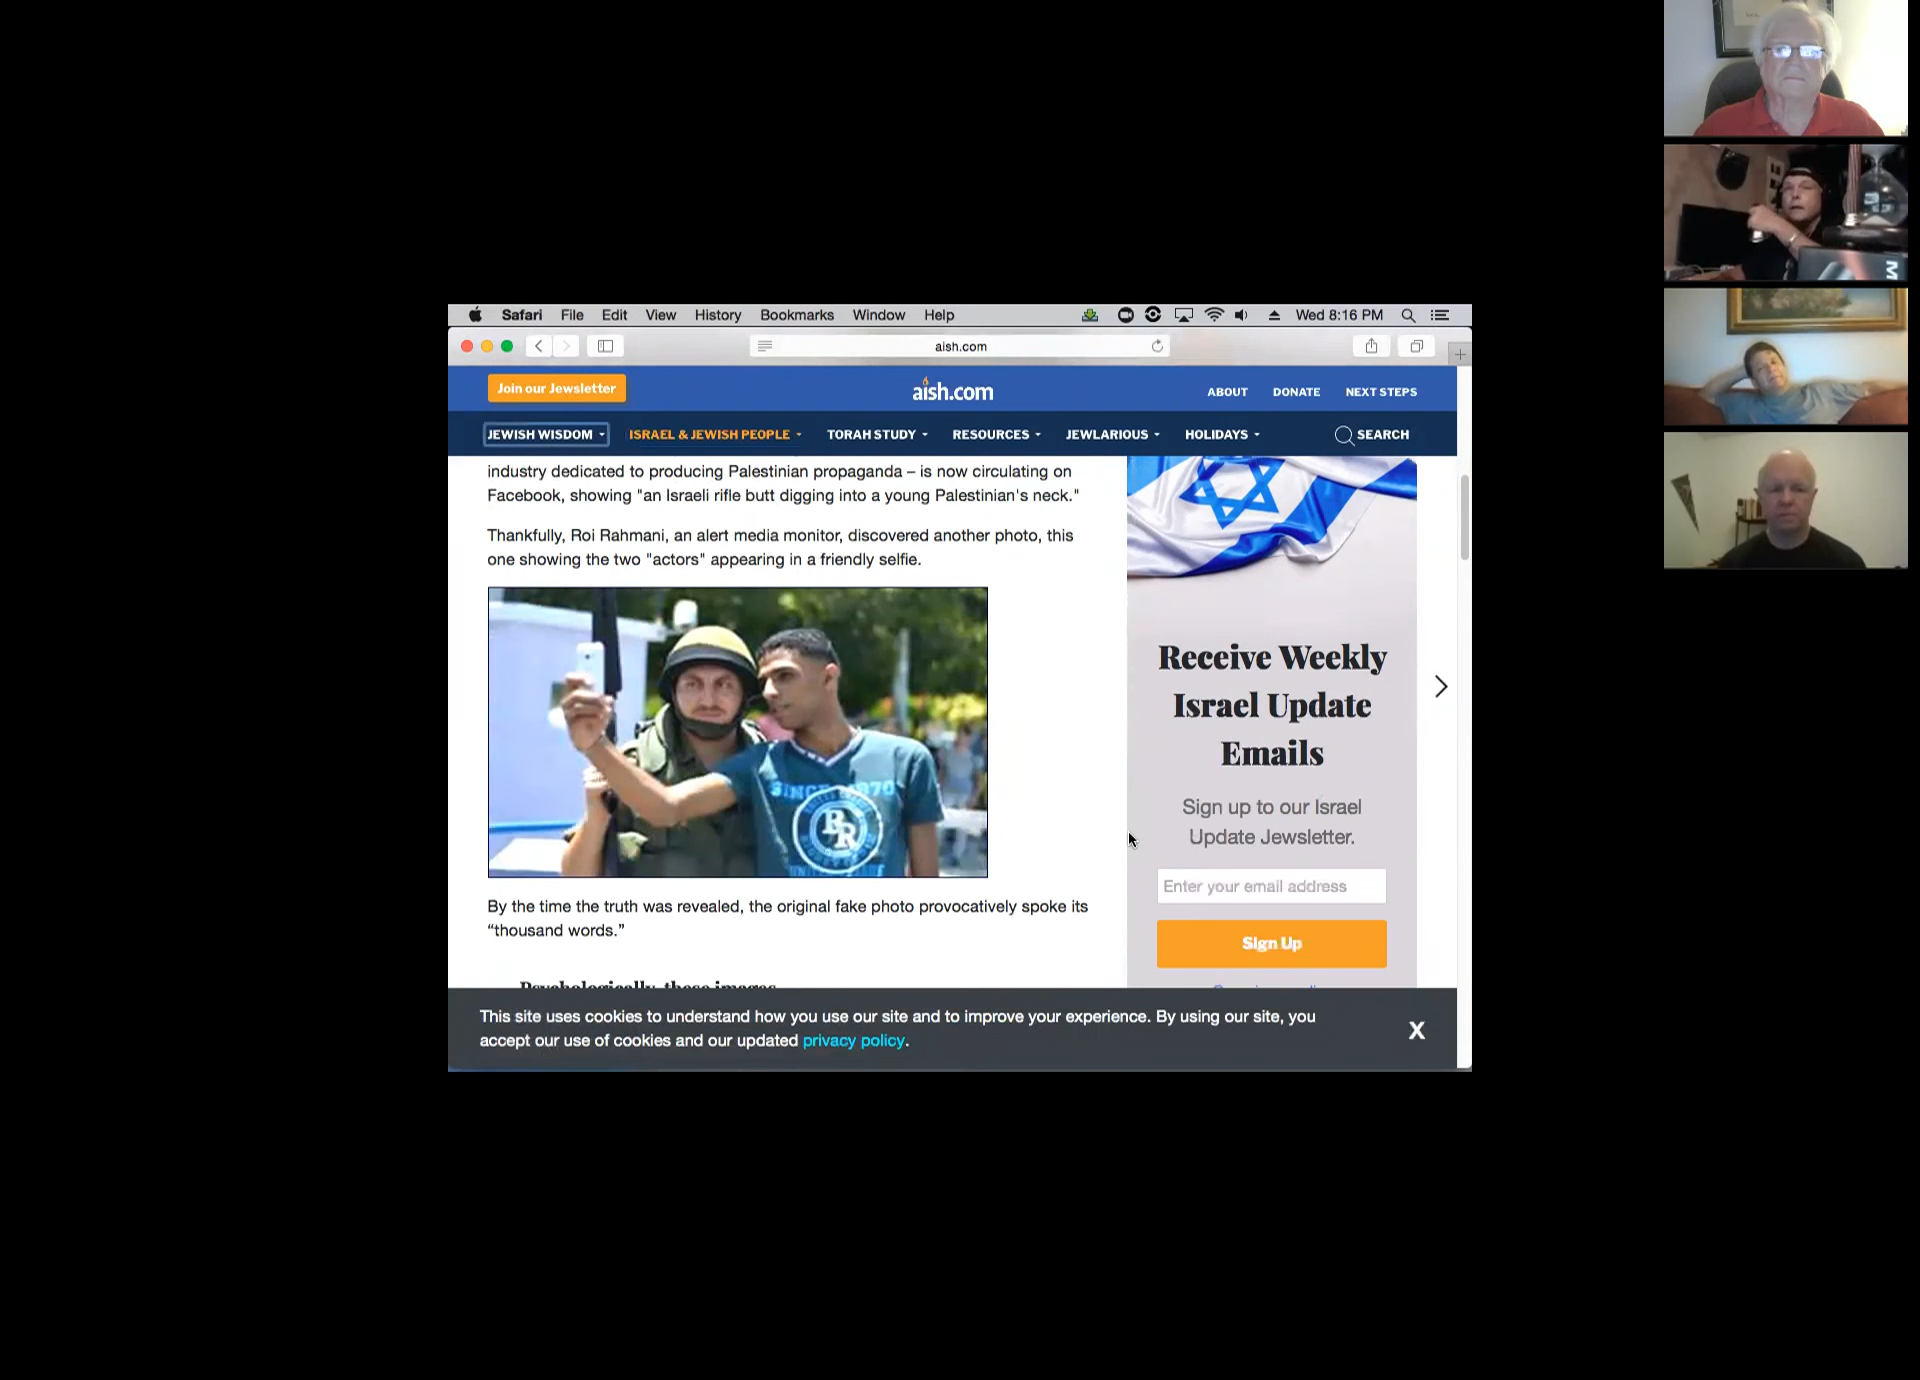 Safari File Edit View History Bookmarks Window Help Wed 8:16 PM
aish.com
Join our Jewsletter
aish.com
ABOUT DONATE NEXT STEPS
JEWISH WISDOM ISRAEL & JEWISH PEOPLE TORAH STUDY RESOURCES JEWLARIOUS HOLIDAYS SEARCH
industry dedicated to producing Palestinian propaganda – is now circulating on
Facebook, showing "an Israeli rifle butt digging into a young Palestinian's neck."
Thankfully, Roi Rahmani, an alert media monitor, discovered another photo, this
one showing the two "actors" appearing in a friendly selfie.
SINCE 1970
BR
By the time the truth was revealed, the original fake photo provocatively spoke its
“thousand words.”
Psychologically, these images
Receive Weekly
Israel Update
Emails
Sign up to our Israel
Update Jewsletter.
Enter your email address
Sign Up
This site uses cookies to understand how you use our site and to improve your experience. By using our site, you
accept our use of cookies and our updated privacy policy.
X
M